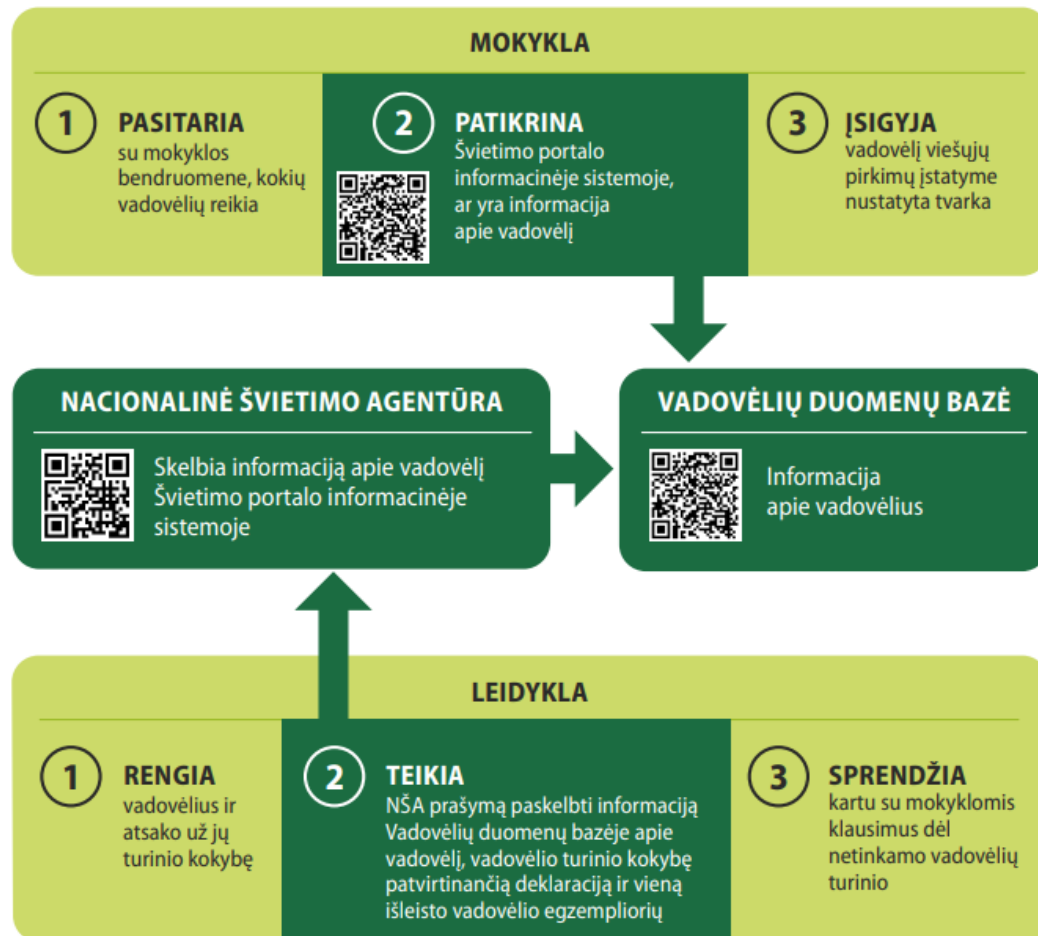 MOKYKLA
1
PASITARIA
su mokyklos
bendruomene, kokių
vadovėlių reikia
2
PATIKRINA
Švietimo portalo
informacinėje sistemoje,
ar yra informacija
apie vadovėlį
3
ĮSIGYJA
vadovėlį viešųjų
pirkimų įstatyme
nustatyta tvarka
NACIONALINĖ ŠVIETIMO AGENTŪRA
Skelbia informaciją apie vadovėlį
Švietimo portalo informacinėje
sistemoje
VADOVĖLIŲ DUOMENŲ BAZĖ
Informacija
apie vadovėlius
LEIDYKLA
1
RENGIA
vadovėlius ir
atsako už jų
turinio kokybę
2
TEIKIA
NŠA prašymą paskelbti informaciją
Vadovėlių duomenų bazėje apie
vadovėlį, vadovėlio turinio kokybę
patvirtinančią deklaraciją ir vieną
išleisto vadovėlio egzempliorių
3
SPRENDŽIA
kartu su mokyklomis
klausimus dėl
netinkamo vadovėlių
turinio